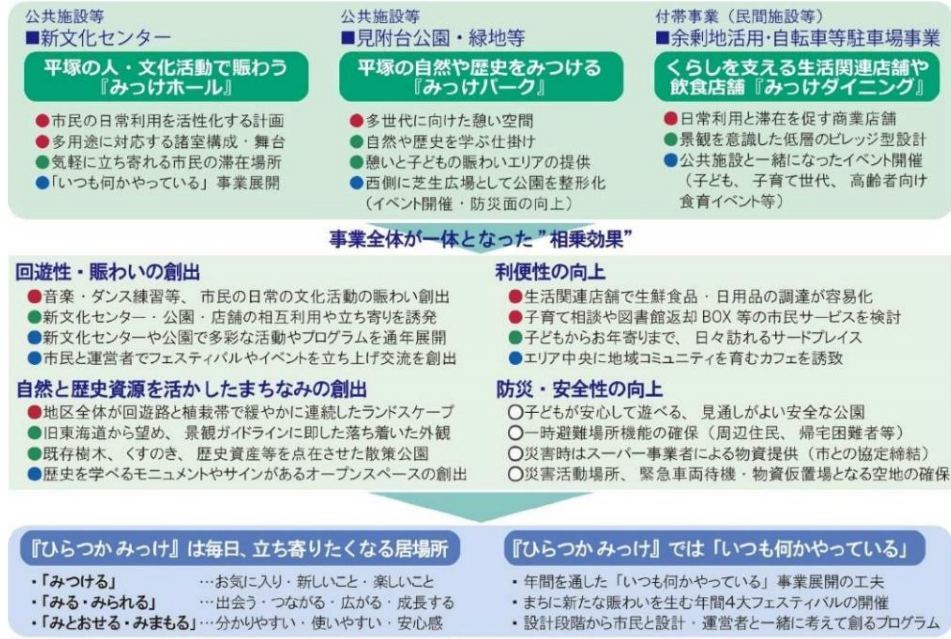 公共施設等
■新文化センター
平塚の人・文化活動で賑わう
『みっけホール』
●市民の日常利用を活性化する計画
●多用途に対応する諸室構成・舞台
●気軽に立ち寄れる市民の滞在場所
●「いつも何かやっている」事業展開
公共施設等
■見附台公園・緑地等
平塚の自然や歴史をみつける
『みっけパーク』
●多世代に向けた憩い空間
●自然や歴史を学ぶ仕掛け
●憩いと子どもの賑わいエリアの提供
●西側に芝生広場として公園を整形化
(イベント開催・防災面の向上)
付帯事業(民間施設等)
■余剰地活用・自転車等駐車場事業
くらしを支える生活関連店舗や
飲食店舗『みっけダイニング』
●日常利用と滞在を促す商業店舗
●景観を意識した低層のビレッジ型設計
●公共施設と一緒になったイベント開催
(子ども、子育て世代、高齢者向け
食育イベント等)
事業全体が一体となった"相乗効果"
回遊性・賑わいの創出
●音楽・ダンス練習等、市民の日常の文化活動の賑わい創出
●新文化センター・公園・店舗の相互利用や立ち寄りを誘発
●新文化センターや公園で多彩な活動やプログラムを通年展開
●市民と運営者でフェスティバルやイベントを立ち上げ交流を創出
利便性の向上
●生活関連店舗で生鮮食品・日用品の調達が容易化
●子育て相談や図書館返却BOX等の市民サービスを検討
●子どもからお年寄りまで、日々訪れるサードプレイス
●エリア中央に地域コミュニティを育むカフェを誘致
自然と歴史資源を活かしたまちなみの創出
●地区全体が回遊路と植栽帯で緩やかに連続したランドスケープ
●旧東海道から望め、景観ガイドラインに即した落ち着いた外観
●既存樹木、くすのき、歴史資産等を点在させた散策公園
●歴史を学べるモニュメントやサインがあるオープンスペースの創出
防災・安全性の向上
○子どもが安心して遊べる、見通しがよい安全な公園
○一時避難場所機能の確保(周辺住民、帰宅困難者等)
○災害時はスーパー事業者による物資提供(市との協定締結)
○災害活動場所、緊急車両待機・物資仮置場となる空地の確保
『ひらつか みっけ』は毎日、立ち寄りたくなる居場所
・「みつける」 …お気に入り・新しいこと・楽しいこと
・「みる・みられる」 …出会う・つながる・広がる・成長する
・「みとおせる・みまもる」…分かりやすい・使いやすい・安心感
『ひらつか みっけ』では「いつも何かやっている」
・年間を通した「いつも何かやっている」事業展開の工夫
・まちに新たな賑わいを生む年間4大フェスティバルの開催
・設計段階から市民と設計・運営者と一緒に考えて創るプログラム